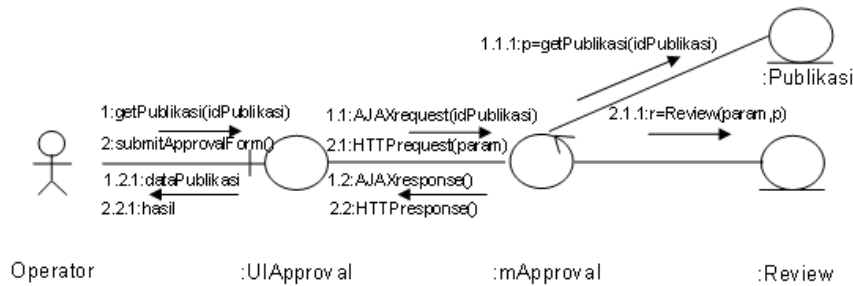 1.1.1:p=getPublikasi(idPublikasi)
:Publikasi
1:getPublikasi(idPublikasi)
1.1:AJAXrequest(idPublikasi)
2.1.1:r=Review(param,p)
2:submitApprovalForm()
2.1:HTTPrequest(param)
1.2.1:dataPublikasi
1.2:AJAXresponse()
2.2.1:hasil
2.2:HTTPresponse()
Operator
:UIApproval
:mApproval
:Review